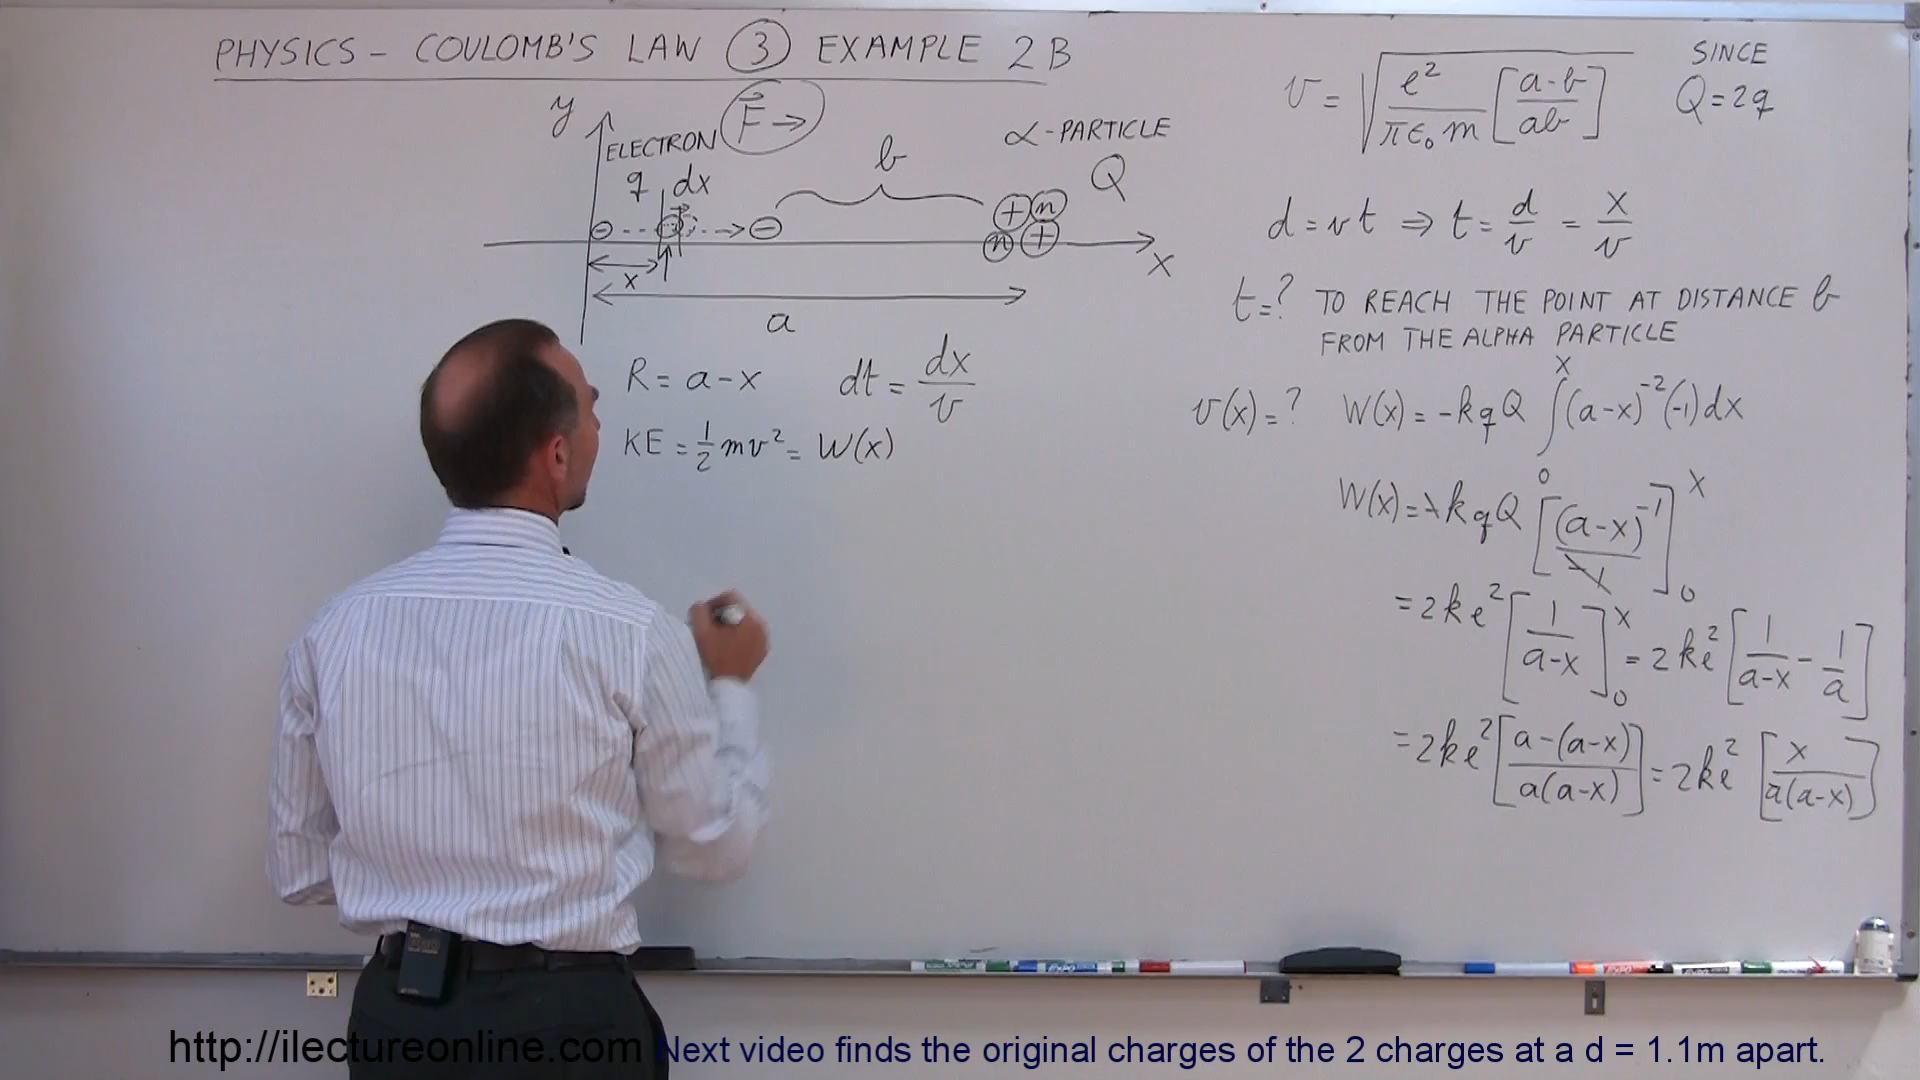 PHYSICS - COULOMB'S LAW ③ EXAMPLE 2B
y
ELECTRON
F→
q
dx
b
α-PARTICLE
Q
- - + n n +
x
x
a
R = a-x
dt = dx/v
KE = 1/2 mv² = W(x)
v = √(e²/(πε₀m) [(a-b)/(ab)])
SINCE
Q=2q
d = vt ⇒ t = d/v = x/v
t=? TO REACH THE POINT AT DISTANCE b
FROM THE ALPHA PARTICLE
v(x)=? W(x) = -kqQ ∫₀ˣ (a-x)⁻²(-1)dx
W(x) = -kqQ [(a-x)⁻¹/-1]₀ˣ
= 2ke² [1/(a-x)]₀ˣ = 2ke² [1/(a-x) - 1/a]
= 2ke² [(a-(a-x))/(a(a-x))] = 2ke² [x/(a(a-x))]
EXPO
EXPO
http://ilectureonline.com Next video finds the original charges of the 2 charges at a d = 1.1m apart.